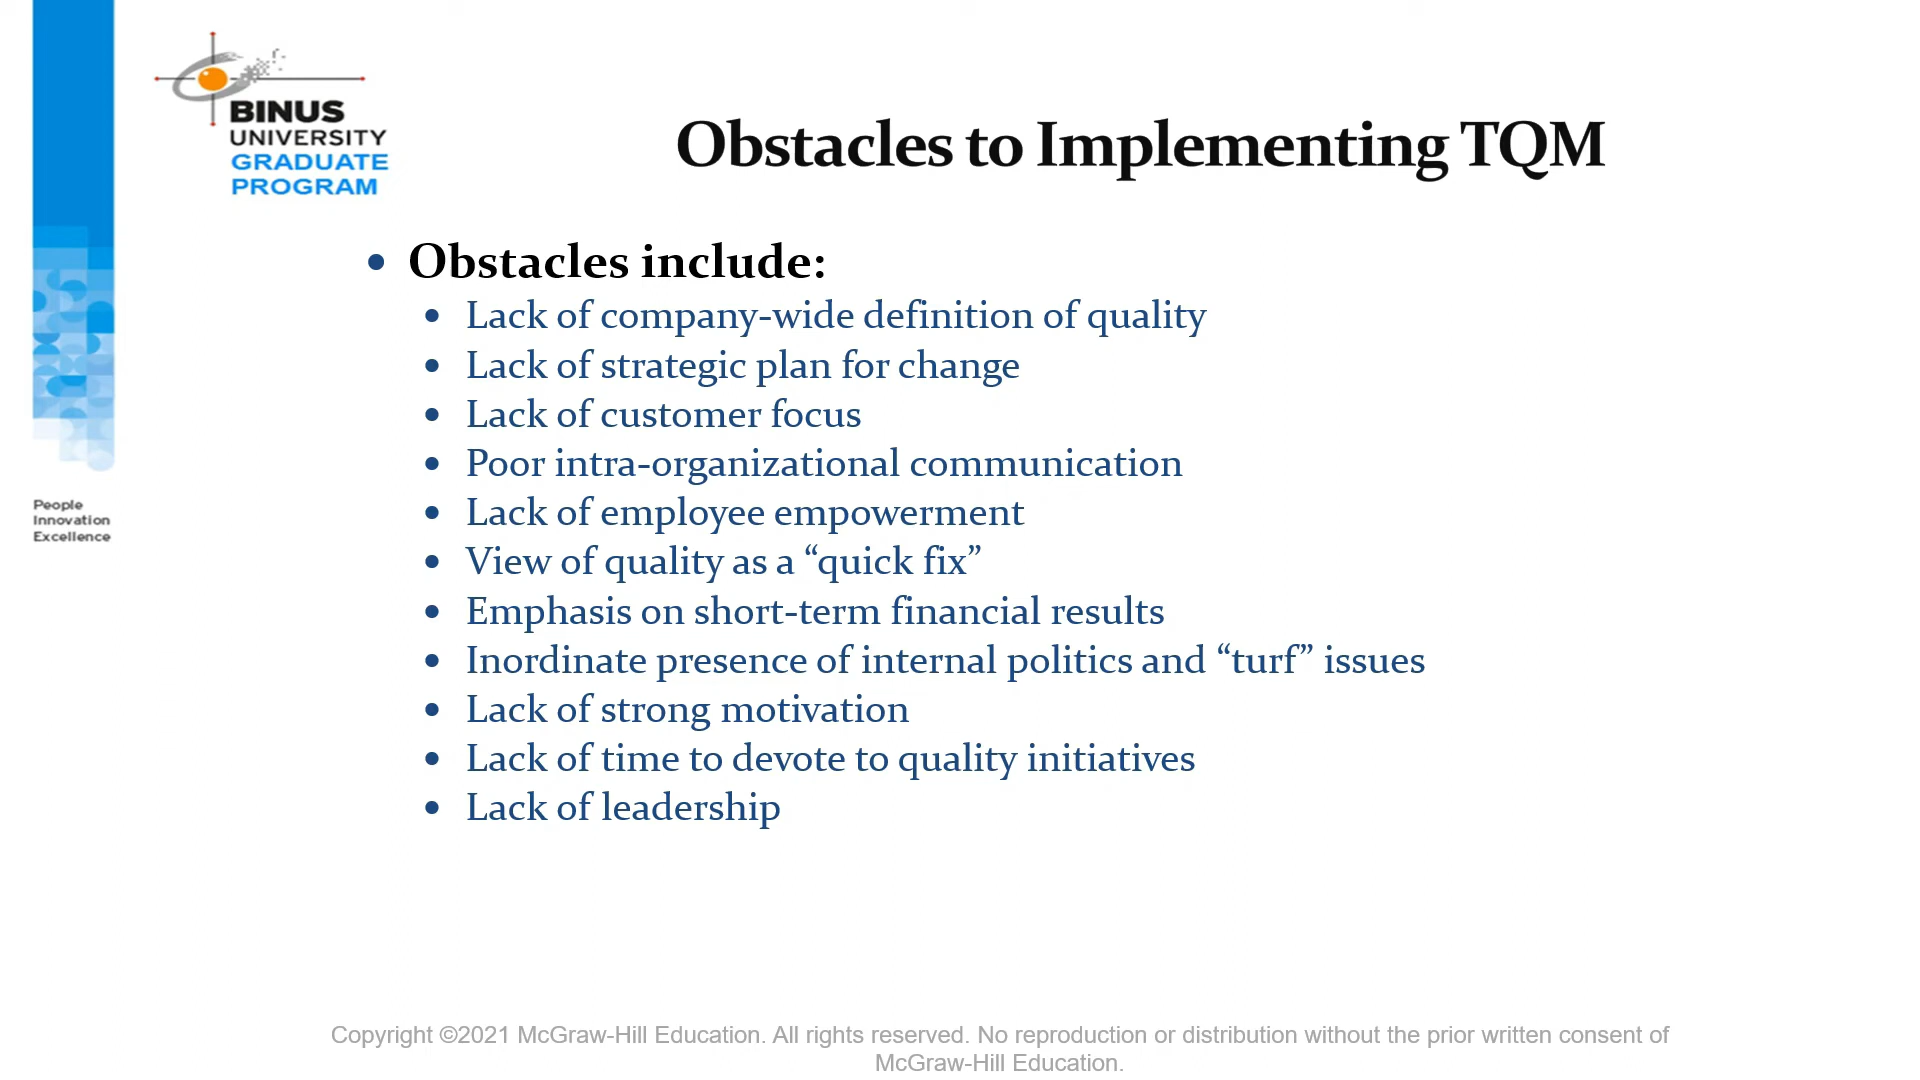 BINUS
UNIVERSITY
GRADUATE
PROGRAM
Obstacles to Implementing TQM
• Obstacles include:
• Lack of company-wide definition of quality
• Lack of strategic plan for change
• Lack of customer focus
• Poor intra-organizational communication
• Lack of employee empowerment
• View of quality as a “quick fix”
• Emphasis on short-term financial results
• Inordinate presence of internal politics and “turf” issues
• Lack of strong motivation
• Lack of time to devote to quality initiatives
• Lack of leadership
People
Innovation
Excellence
Copyright ©2021 McGraw-Hill Education. All rights reserved. No reproduction or distribution without the prior written consent of
McGraw-Hill Education.